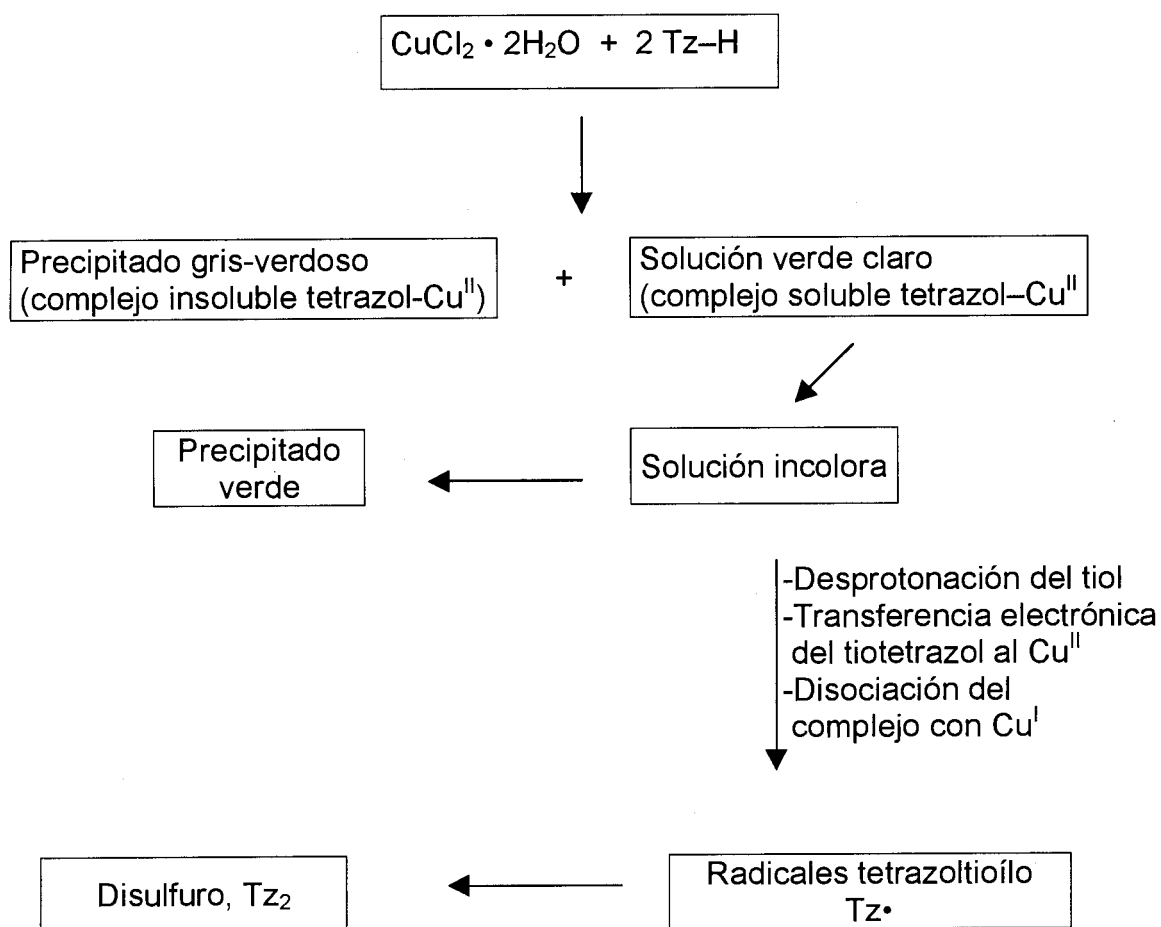 CuCl₂ • 2H₂O + 2 Tz–H
Precipitado gris-verdoso
(complejo insoluble tetrazol-Cuᴵᴵ)
+
Solución verde claro
(complejo soluble tetrazol–Cuᴵᴵ
Precipitado
verde
Solución incolora
-Desprotonación del tiol
-Transferencia electrónica
del tiotetrazol al Cuᴵᴵ
-Disociación del
complejo con Cuᴵ
Disulfuro, Tz₂
Radicales tetrazoltioílo
Tz•